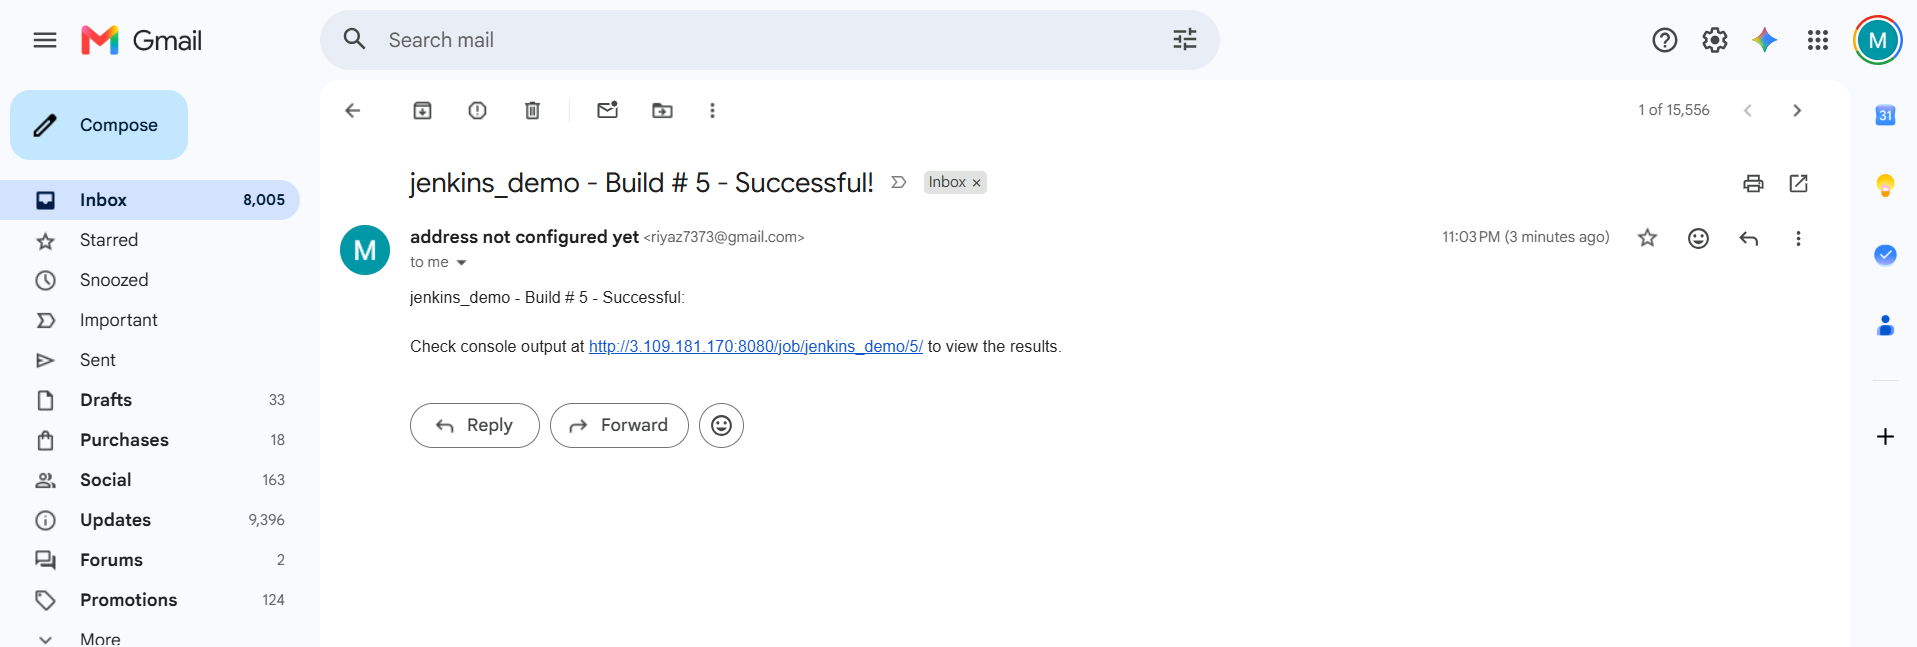 Gmail
Search mail
M
Compose
1 of 15,556
31
Inbox 8,005
Starred
Snoozed
Important
Sent
Drafts 33
Purchases 18
Social 163
Updates 9,396
Forums 2
Promotions 124
More
jenkins_demo - Build # 5 - Successful!
Inbox ×
M
address not configured yet <riyaz7373@gmail.com>
11:03 PM (3 minutes ago)
to me
jenkins_demo - Build # 5 - Successful:
Check console output at http://3.109.181.170:8080/job/jenkins_demo/5/ to view the results.
Reply
Forward